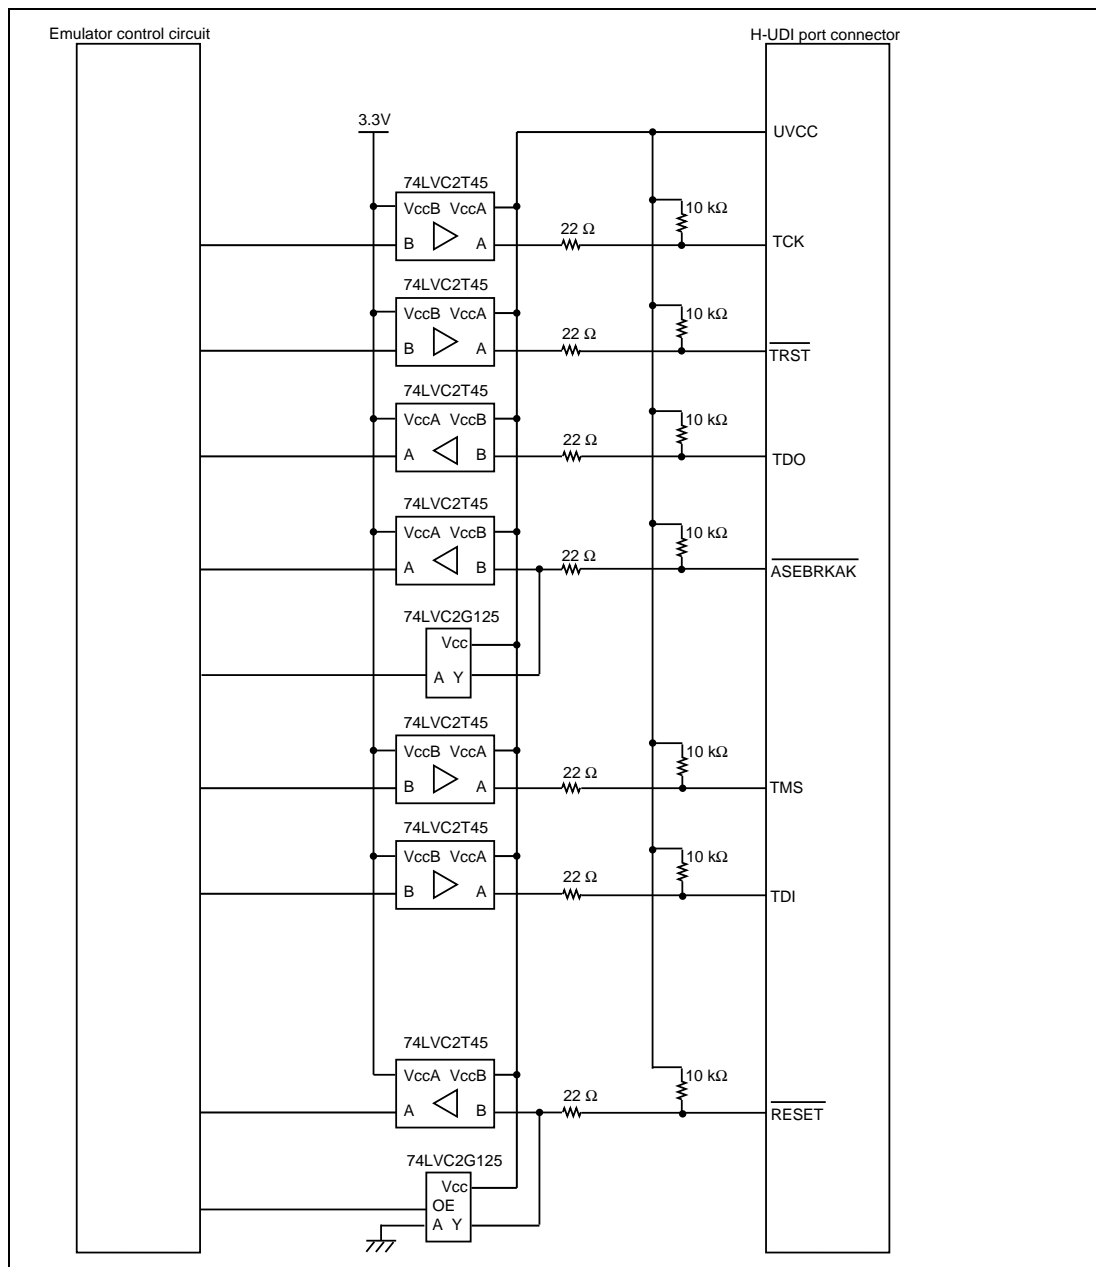 Emulator control circuit
H-UDI port connector
3.3V
UVCC
74LVC2T45
VccB VccA
B A
22 Ω
10 kΩ
TCK
74LVC2T45
VccB VccA
B A
22 Ω
10 kΩ
TRST
74LVC2T45
VccA VccB
A B
22 Ω
10 kΩ
TDO
74LVC2T45
VccA VccB
A B
22 Ω
10 kΩ
ASEBRKAK
74LVC2G125
Vcc
A Y
74LVC2T45
VccB VccA
B A
22 Ω
10 kΩ
TMS
74LVC2T45
VccB VccA
B A
22 Ω
10 kΩ
TDI
74LVC2T45
VccA VccB
A B
22 Ω
10 kΩ
RESET
74LVC2G125
Vcc
OE
A Y